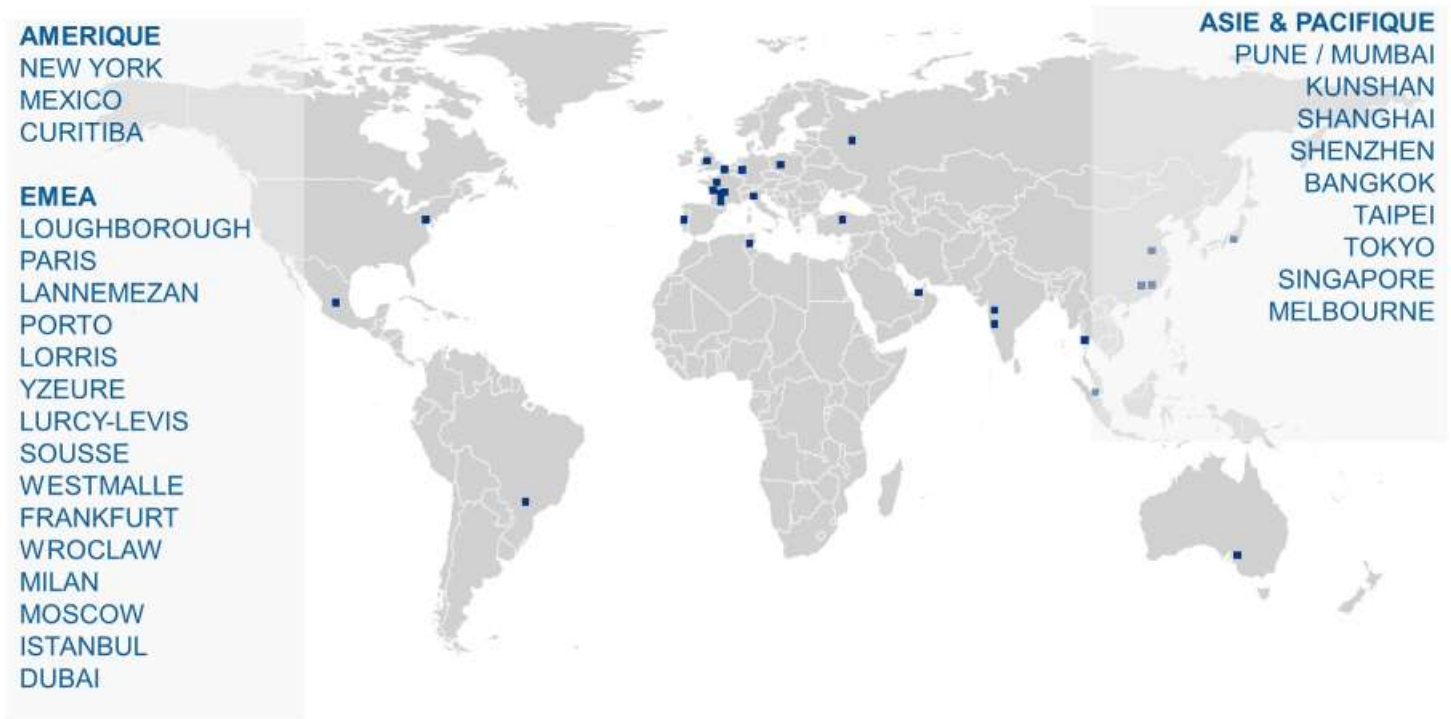 AMERIQUE
NEW YORK
MEXICO
CURITIBA
EMEA
LOUGHBOROUGH
PARIS
LANNEMEZAN
PORTO
LORRIS
YZEURE
LURCY-LEVIS
SOUSSE
WESTMALLE
FRANKFURT
WROCLAW
MILAN
MOSCOW
ISTANBUL
DUBAI
ASIE & PACIFIQUE
PUNE / MUMBAI
KUNSHAN
SHANGHAI
SHENZHEN
BANGKOK
TAIPEI
TOKYO
SINGAPORE
MELBOURNE